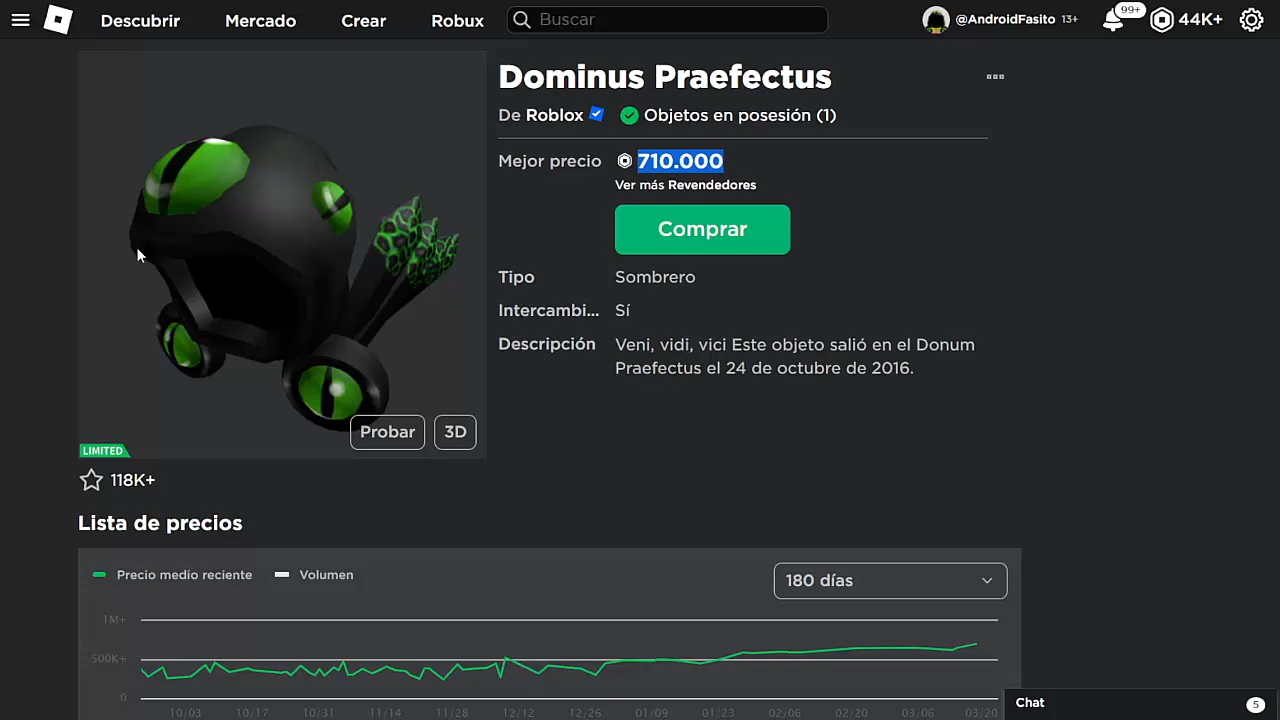 Descubrir Mercado Crear Robux Buscar @AndroidFasito 13+ 99+ 44K+
Dominus Praefectus
De Roblox Objetos en posesión (1)
Mejor precio 710.000
Ver más Revendedores
Comprar
Tipo Sombrero
Intercambi... Sí
Descripción Veni, vidi, vici Este objeto salió en el Donum
Praefectus el 24 de octubre de 2016.
Probar 3D
LIMITED
118K+
Lista de precios
Precio medio reciente Volumen 180 días
1M+
500K+
0
10/03 10/17 10/31 11/14 11/28 12/12 12/26 01/09 01/23 02/06 02/20 03/06 03/20
Chat 5